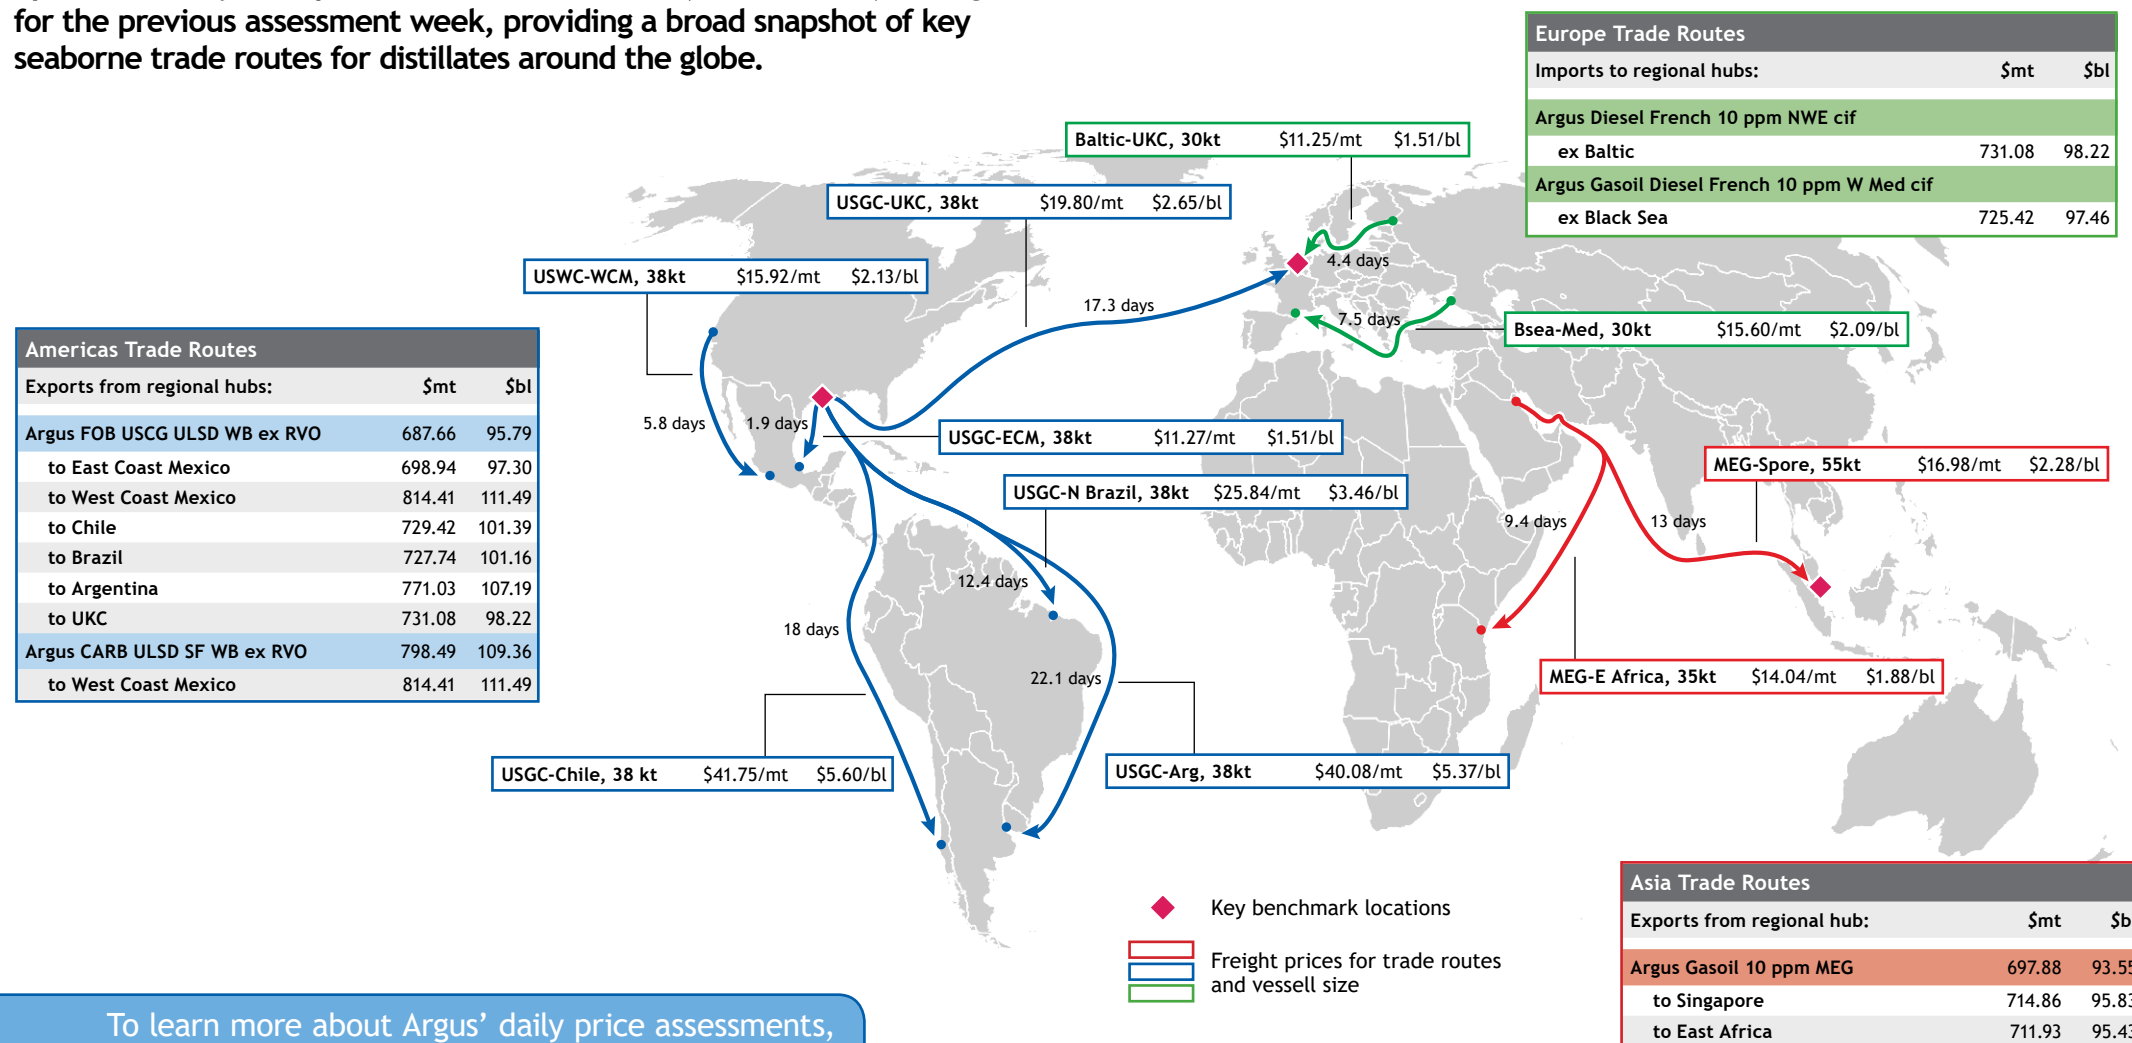 for the previous assessment week, providing a broad snapshot of key
seaborne trade routes for distillates around the globe.
Europe Trade Routes
Imports to regional hubs: $mt $bl
Argus Diesel French 10 ppm NWE cif
ex Baltic 731.08 98.22
Argus Gasoil Diesel French 10 ppm W Med cif
ex Black Sea 725.42 97.46
Baltic-UKC, 30kt $11.25/mt $1.51/bl
USGC-UKC, 38kt $19.80/mt $2.65/bl
USWC-WCM, 38kt $15.92/mt $2.13/bl
4.4 days
17.3 days
7.5 days
Bsea-Med, 30kt $15.60/mt $2.09/bl
Americas Trade Routes
Exports from regional hubs: $mt $bl
Argus FOB USCG ULSD WB ex RVO 687.66 95.79
to East Coast Mexico 698.94 97.30
to West Coast Mexico 814.41 111.49
to Chile 729.42 101.39
to Brazil 727.74 101.16
to Argentina 771.03 107.19
to UKC 731.08 98.22
Argus CARB ULSD SF WB ex RVO 798.49 109.36
to West Coast Mexico 814.41 111.49
5.8 days
1.9 days
USGC-ECM, 38kt $11.27/mt $1.51/bl
MEG-Spore, 55kt $16.98/mt $2.28/bl
USGC-N Brazil, 38kt $25.84/mt $3.46/bl
9.4 days
13 days
12.4 days
18 days
22.1 days
MEG-E Africa, 35kt $14.04/mt $1.88/bl
USGC-Chile, 38 kt $41.75/mt $5.60/bl
USGC-Arg, 38kt $40.08/mt $5.37/bl
Key benchmark locations
Freight prices for trade routes
and vessell size
Asia Trade Routes
Exports from regional hub: $mt $b
Argus Gasoil 10 ppm MEG 697.88 93.55
to Singapore 714.86 95.83
to East Africa 711.93 95.43
To learn more about Argus' daily price assessments,